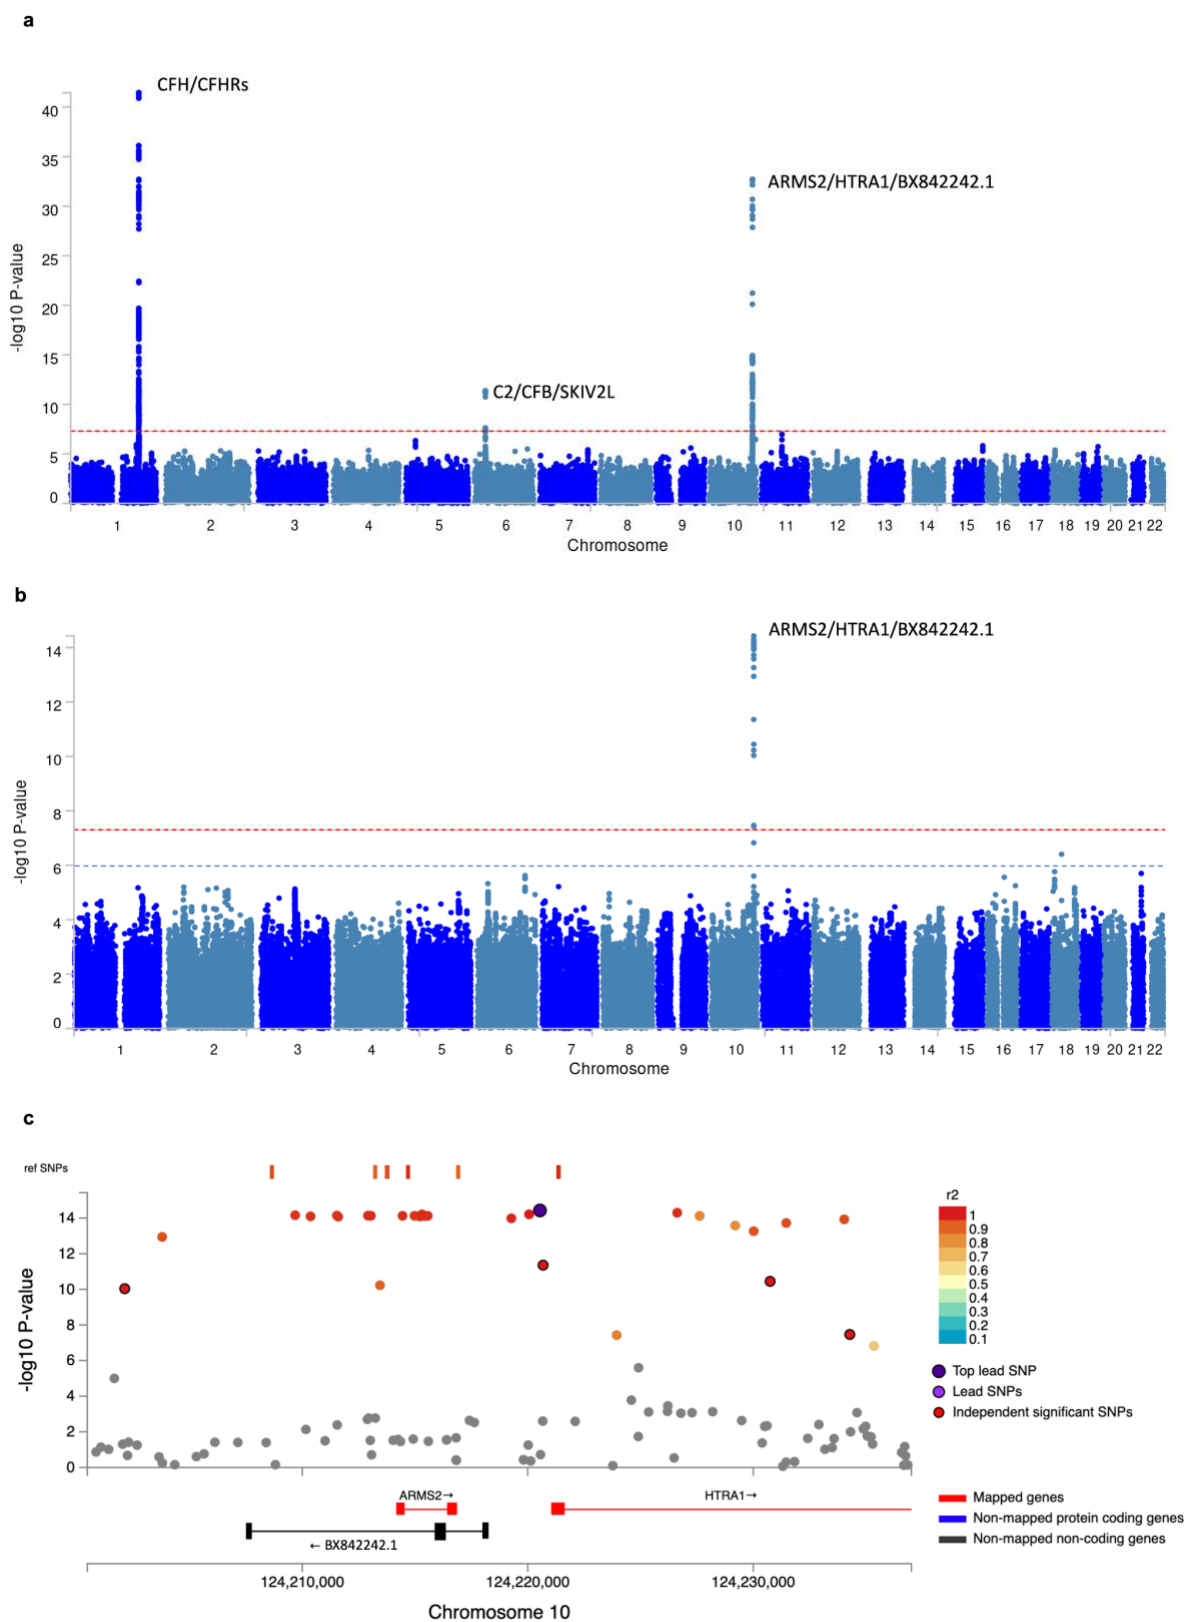 a
CFH/CFHRs
ARMS2/HTRA1/BX842242.1
C2/CFB/SKIV2L
-log10 P-value
40
35
30
25
20
15
10
5
0
1 2 3 4 5 6 7 8 9 10 11 12 13 14 15 16 17 18 19 20 21 22
Chromosome
b
ARMS2/HTRA1/BX842242.1
-log10 P-value
14
12
10
8
6
4
2
0
1 2 3 4 5 6 7 8 9 10 11 12 13 14 15 16 17 18 19 20 21 22
Chromosome
c
ref SNPs
-log10 P-value
14
12
10
8
6
4
2
0
r2
1
0.9
0.8
0.7
0.6
0.5
0.4
0.3
0.2
0.1
Top lead SNP
Lead SNPs
Independent significant SNPs
ARMS2→
HTRA1→
← BX842242.1
Mapped genes
Non-mapped protein coding genes
Non-mapped non-coding genes
124,210,000 124,220,000 124,230,000
Chromosome 10